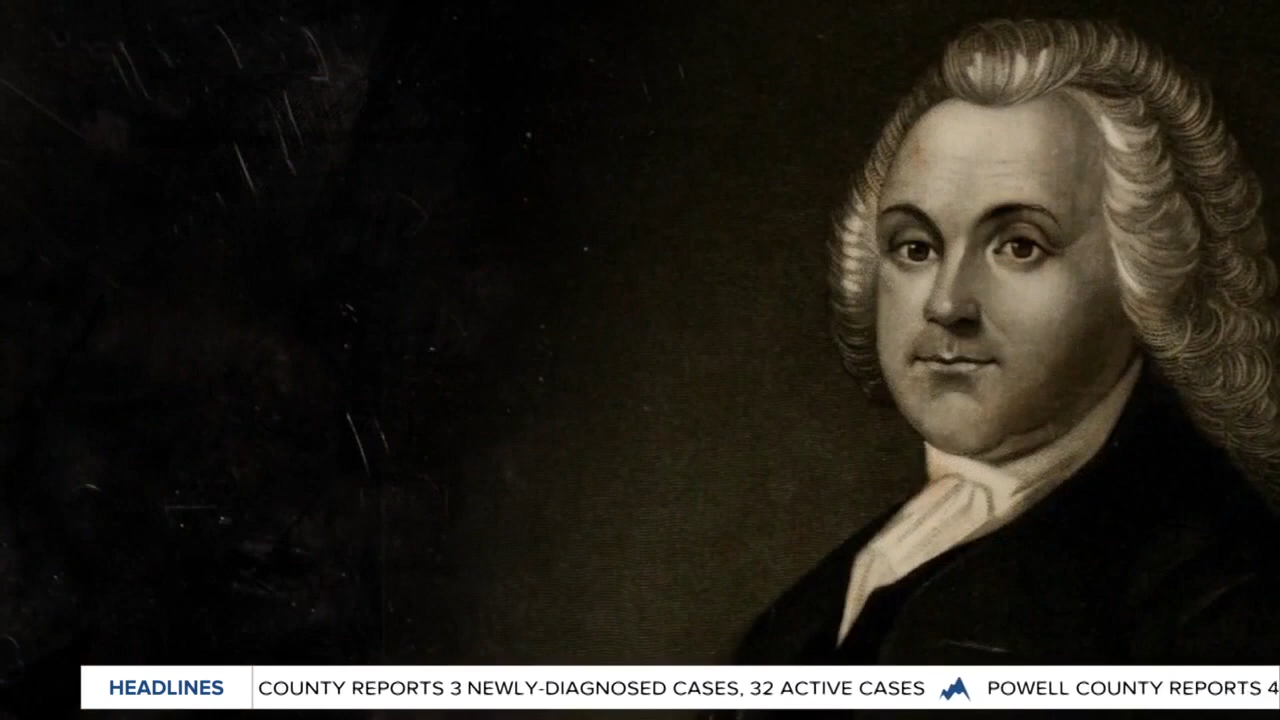 HEADLINES
COUNTY REPORTS 3 NEWLY-DIAGNOSED CASES, 32 ACTIVE CASES POWELL COUNTY REPORTS 4